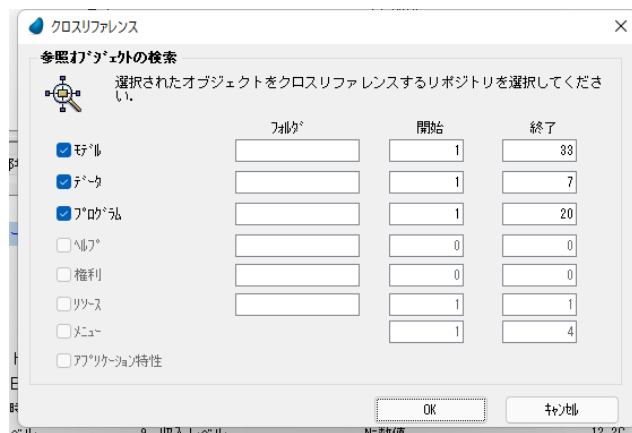 クロスリファレンス
参照ｵﾌﾞｼﾞｪｸﾄの検索
選択されたオブジェクトをクロスリファレンスするリポジトリを選択してくださ
い.
ﾌｫﾙﾀﾞ 開始 終了
ﾓﾃﾞﾙ 1 33
ﾃﾞｰﾀ 1 7
ﾌﾟﾛｸﾞﾗﾑ 1 20
ﾍﾙﾌﾟ 0 0
権利 0 0
ﾘｿｰｽ 1 1
ﾒﾆｭｰ 1 4
ｱﾌﾟﾘｹｰｼｮﾝ特性
OK ｷｬﾝｾﾙ